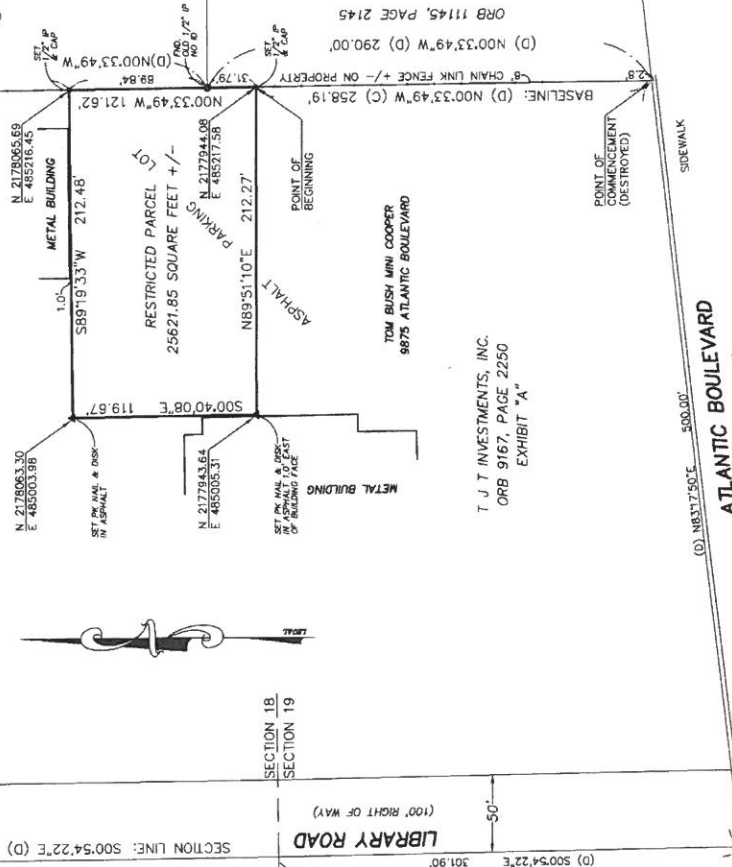 ORB 11145, PAGE 2145
(D) N00°33'49"W (D) 290.00'
SET
1/2" IP
& CAP
(D)N00°33'49"W
89.84'
FND.
OLD 1/2" IP
NO ID
31.79'
SET
1/2" IP
& CAP
6' CHAIN LINK FENCE +/- ON PROPERTY
2.8'
N00°33'49"W 121.62'
BASELINE: (D) N00°33'49"W (C) 258.19'
N 2178065.69
E 485216.45
METAL BUILDING
1.0'
S89°19'33"W 212.48'
RESTRICTED PARCEL
25621.85 SQUARE FEET +/-
ASPHALT
PARKING
LOT
N 2177944.08
E 485217.58
N89°51'10"E 212.27'
POINT OF
BEGINNING
POINT OF
COMMENCEMENT
(DESTROYED)
SIDEWALK
TOM BUSH MINI COOPER
9875 ATLANTIC BOULEVARD
S00°40'08"E 119.67'
N 2178063.30
E 485003.98
SET PK NAIL & DISK
IN ASPHALT
N 2177943.64
E 485005.31
SET PK NAIL & DISK
IN ASPHALT 1.0' EAST
OF BUILDING FACE
METAL BUILDING
T J T INVESTMENTS, INC.
ORB 9167, PAGE 2250
EXHIBIT "A"
(D) N83°17'50"E 500.00'
ATLANTIC BOULEVARD
N
LEGAL
SECTION 18
SECTION 19
SECTION LINE: S00°54'22"E (D)
LIBRARY ROAD
(100' RIGHT OF WAY)
50'
(D) S00°54'22"E 301.90'